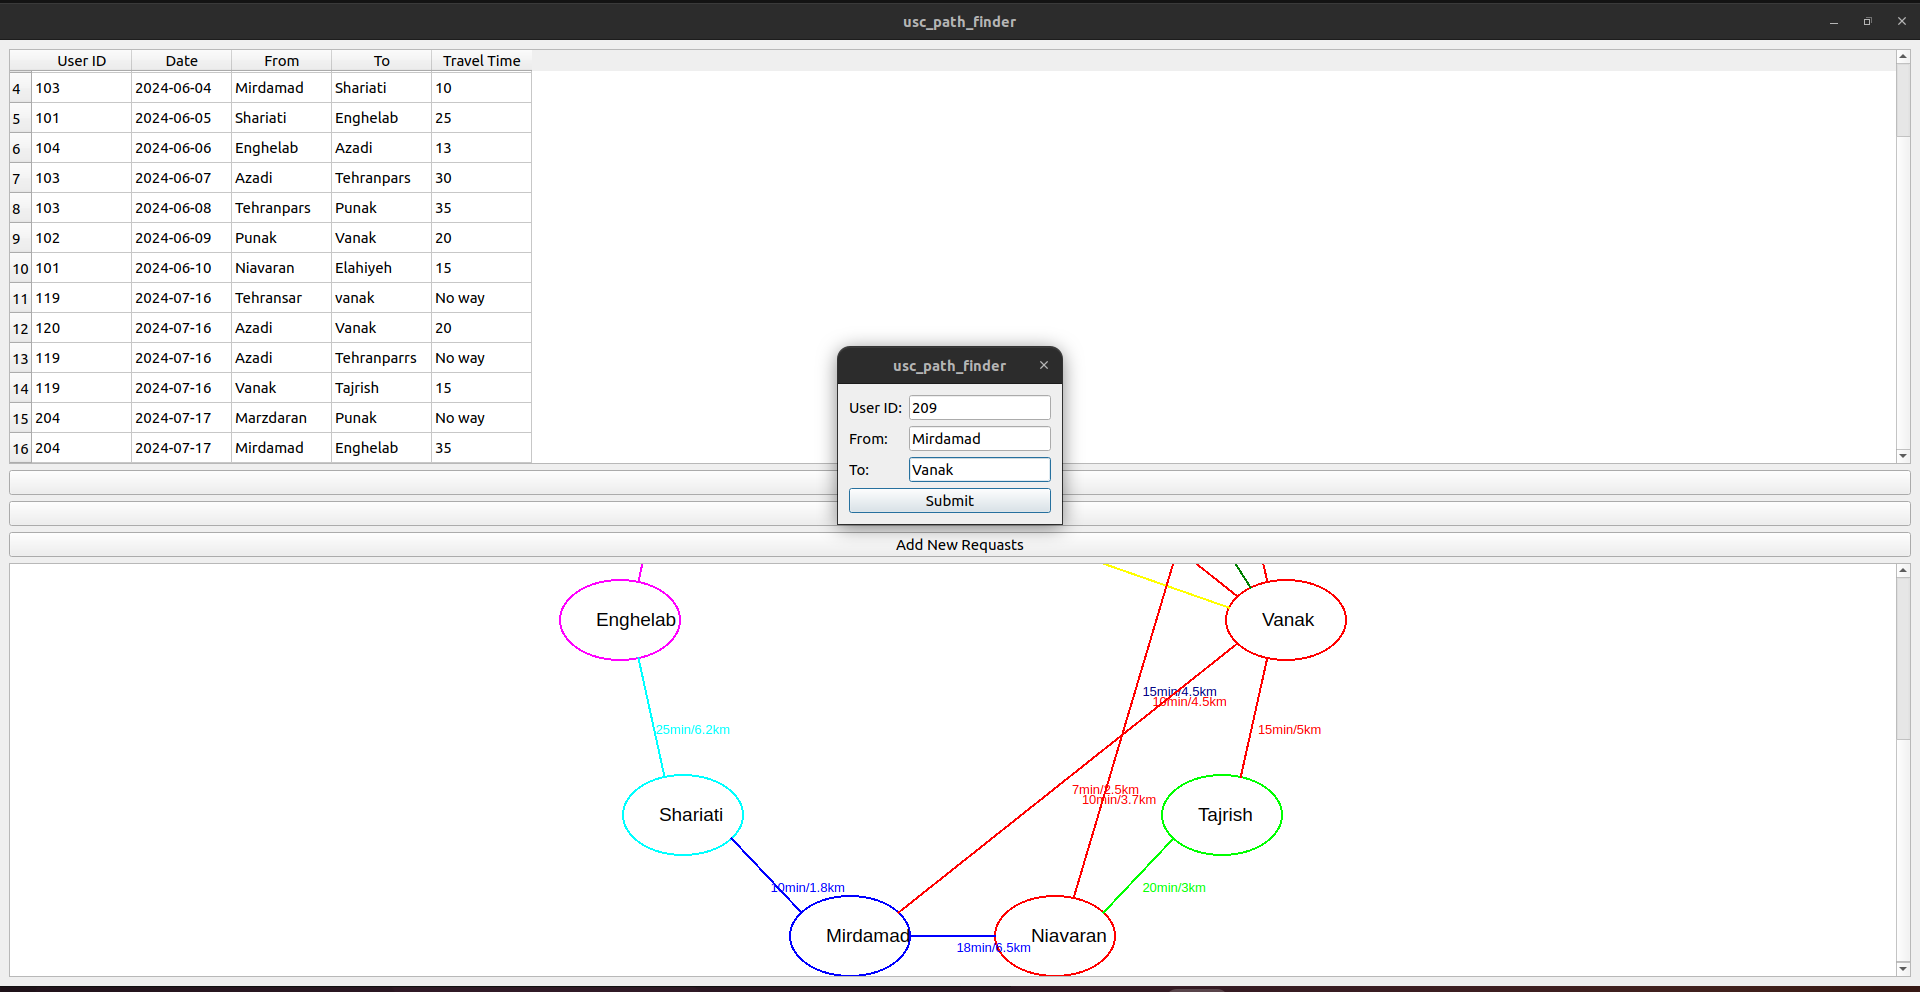 usc_path_finder
User ID Date From To Travel Time
4 103 2024-06-04 Mirdamad Shariati 10
5 101 2024-06-05 Shariati Enghelab 25
6 104 2024-06-06 Enghelab Azadi 13
7 103 2024-06-07 Azadi Tehranpars 30
8 103 2024-06-08 Tehranpars Punak 35
9 102 2024-06-09 Punak Vanak 20
10 101 2024-06-10 Niavaran Elahiyeh 15
11 119 2024-07-16 Tehransar vanak No way
12 120 2024-07-16 Azadi Vanak 20
13 119 2024-07-16 Azadi Tehranparrs No way
14 119 2024-07-16 Vanak Tajrish 15
15 204 2024-07-17 Marzdaran Punak No way
16 204 2024-07-17 Mirdamad Enghelab 35
usc_path_finder
User ID: 209
From: Mirdamad
To: Vanak
Submit
Add New Requasts
Enghelab
Vanak
15min/4.5km
10min/4.5km
25min/6.2km
15min/5km
7min/2.5km
10min/3.7km
Shariati
Tajrish
10min/1.8km
20min/3km
Mirdamad
Niavaran
18min/6.5km